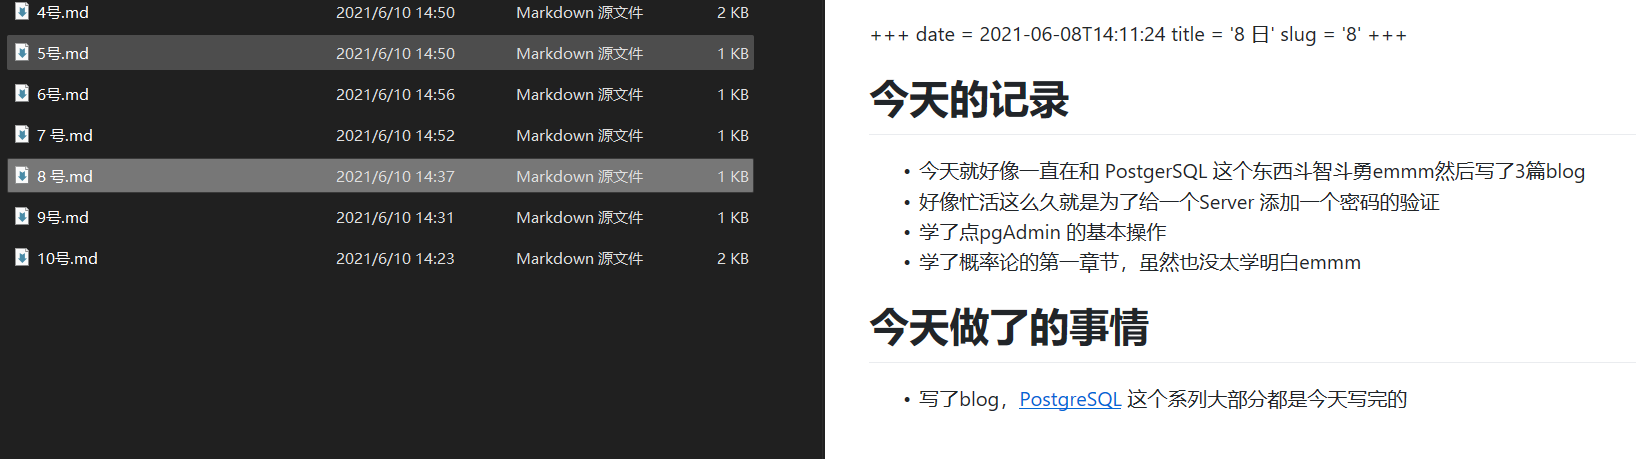 4号.md 2021/6/10 14:50 Markdown 源文件 2 KB
5号.md 2021/6/10 14:50 Markdown 源文件 1 KB
6号.md 2021/6/10 14:56 Markdown 源文件 1 KB
7 号.md 2021/6/10 14:52 Markdown 源文件 1 KB
8 号.md 2021/6/10 14:37 Markdown 源文件 1 KB
9号.md 2021/6/10 14:31 Markdown 源文件 1 KB
10号.md 2021/6/10 14:23 Markdown 源文件 2 KB
+++ date = 2021-06-08T14:11:24 title = '8 日' slug = '8' +++
今天的记录
• 今天就好像一直在和 PostgerSQL 这个东西斗智斗勇emmm然后写了3篇blog
• 好像忙活这么久就是为了给一个Server 添加一个密码的验证
• 学了点pgAdmin 的基本操作
• 学了概率论的第一章节，虽然也没太学明白emmm
今天做了的事情
• 写了blog，PostgreSQL 这个系列大部分都是今天写完的